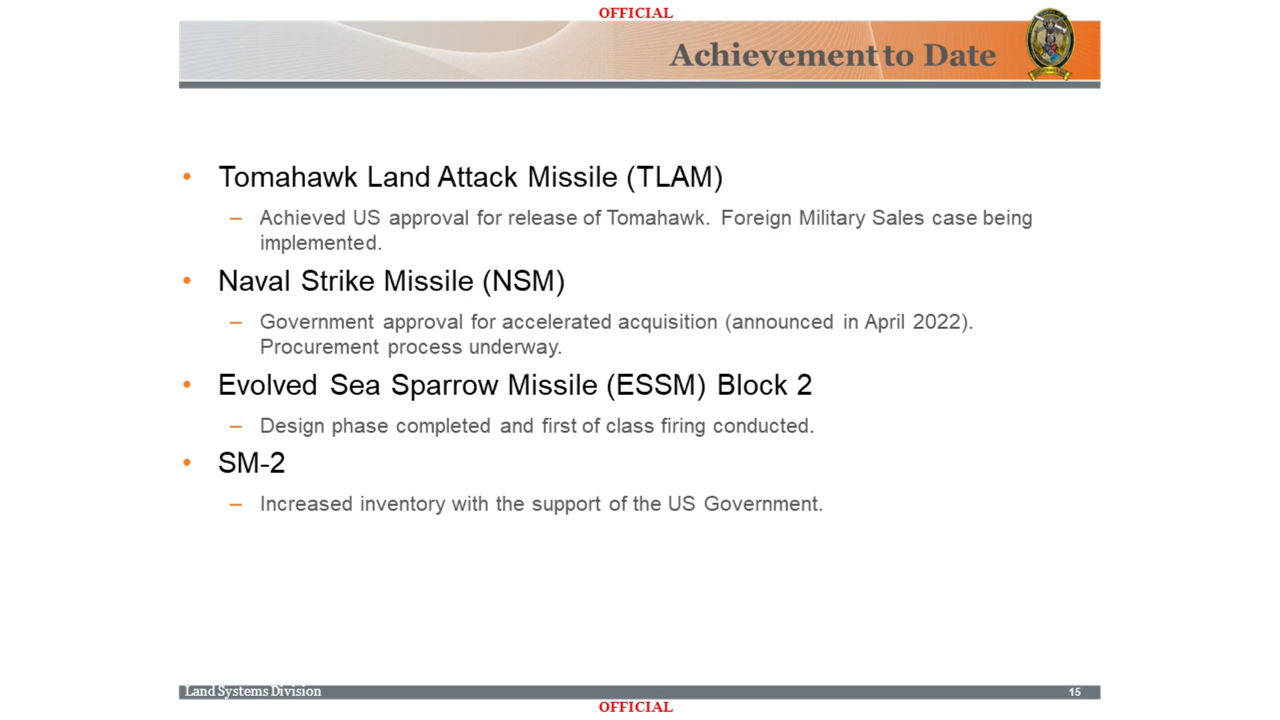 OFFICIAL
Achievement to Date
• Tomahawk Land Attack Missile (TLAM)
– Achieved US approval for release of Tomahawk. Foreign Military Sales case being
implemented.
• Naval Strike Missile (NSM)
– Government approval for accelerated acquisition (announced in April 2022).
Procurement process underway.
• Evolved Sea Sparrow Missile (ESSM) Block 2
– Design phase completed and first of class firing conducted.
• SM-2
– Increased inventory with the support of the US Government.
Land Systems Division
15
OFFICIAL